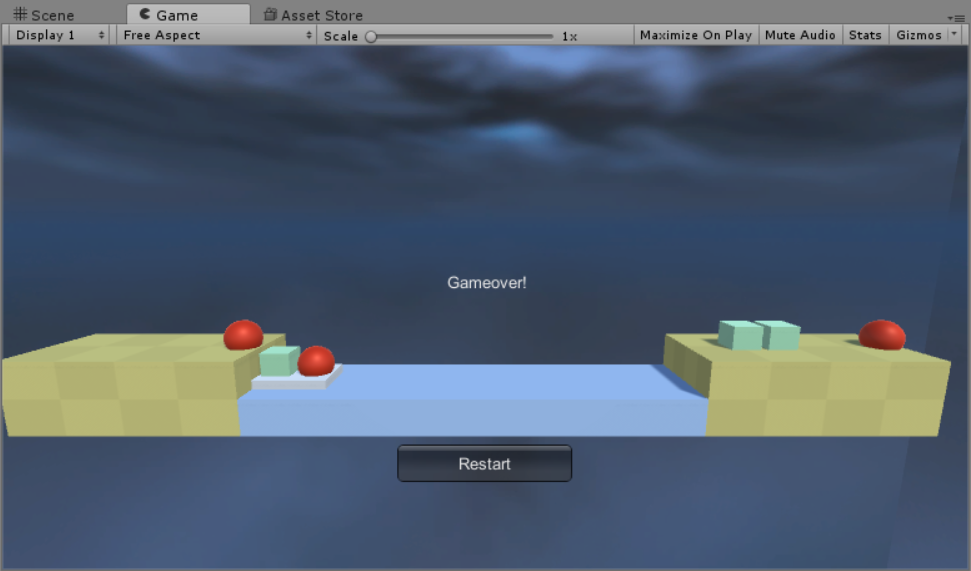 Scene Game Asset Store
Display 1 Free Aspect Scale 1x Maximize On Play Mute Audio Stats Gizmos
Gameover!
Restart